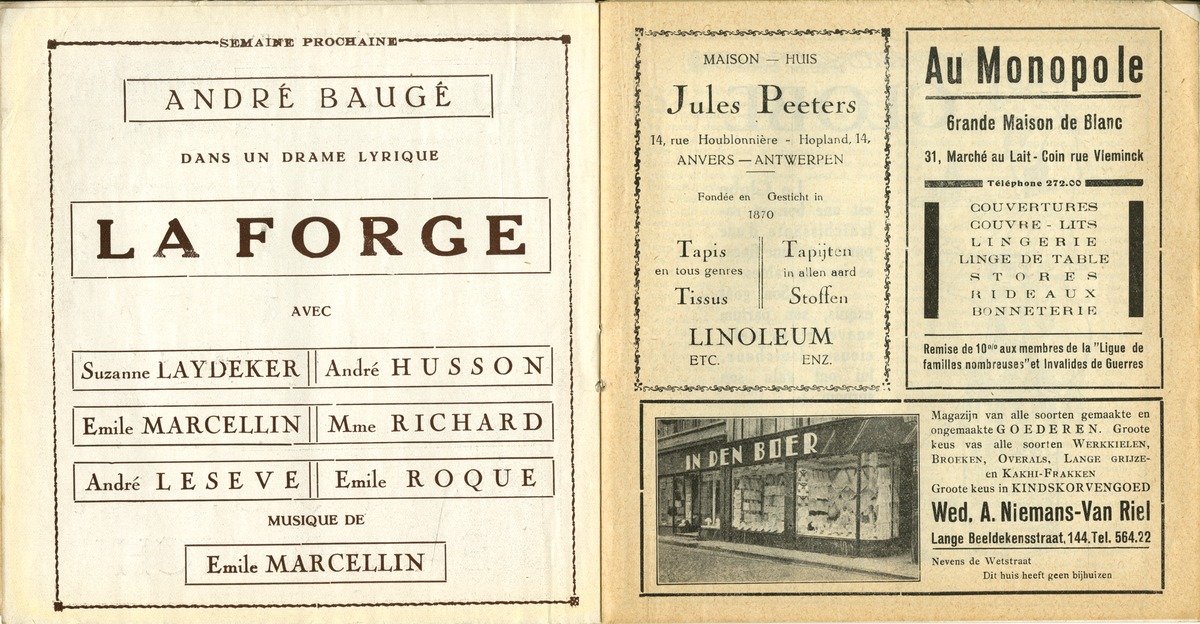 SEMAINE PROCHAINE
ANDRÉ BAUGÉ
DANS UN DRAME LYRIQUE
LA FORGE
AVEC
Suzanne LAYDEKER
André HUSSON
Emile MARCELLIN
Mme RICHARD
André LESEVE
Emile ROQUE
MUSIQUE DE
Emile MARCELLIN
MAISON — HUIS
Jules Peeters
14, rue Houblonnière - Hopland, 14,
ANVERS — ANTWERPEN
Fondée en Gesticht in
1870
Tapis
en tous genres
Tissus
Tapijten
in allen aard
Stoffen
LINOLEUM
ETC. ENZ.
Au Monopole
Grande Maison de Blanc
31, Marché au Lait - Coin rue Vleminck
Téléphone 272.00
COUVERTURES
COUVRE - LITS
LINGERIE
LINGE DE TABLE
STORES
RIDEAUX
BONNETERIE
Remise de 10 o/o aux membres de la "Ligue de
familles nombreuses" et Invalides de Guerres
IN DEN BOER
Magazijn van alle soorten gemaakte en
ongemaakte GOEDEREN. Groote
keus vas alle soorten WERKKIELEN,
BROEKEN, OVERALS, LANGE GRIJZE-
en KAKHI-FRAKKEN
Groote keus in KINDSKORVENGOED
Wed. A. Niemans-Van Riel
Lange Beeldekensstraat, 144. Tel. 564.22
Nevens de Wetstraat
Dit huis heeft geen bijhuizen